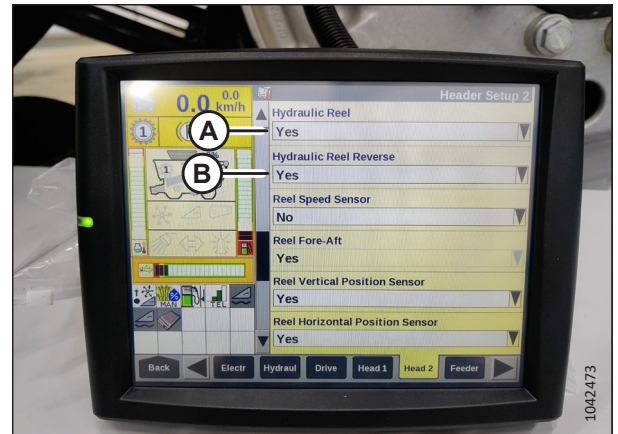 Header Setup 2
0.0 0.0 km/h
1
A
B
1
MAN
TEL
Hydraulic Reel
Yes
Hydraulic Reel Reverse
Yes
Reel Speed Sensor
No
Reel Fore-Aft
Yes
Reel Vertical Position Sensor
Yes
Reel Horizontal Position Sensor
Yes
Back Electr Hydraul Drive Head 1 Head 2 Feeder
1042473